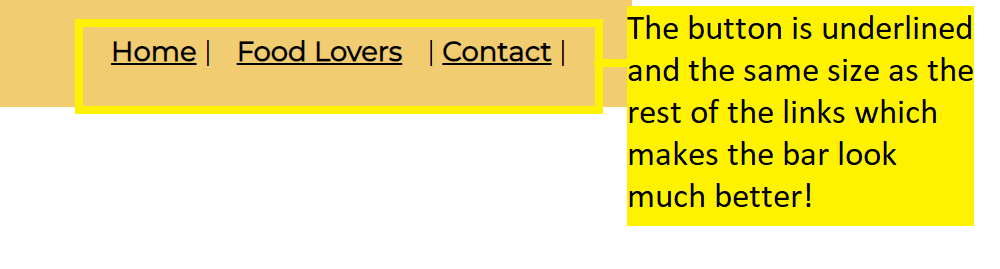 Home | Food Lovers | Contact |
The button is underlined
and the same size as the
rest of the links which
makes the bar look
much better!